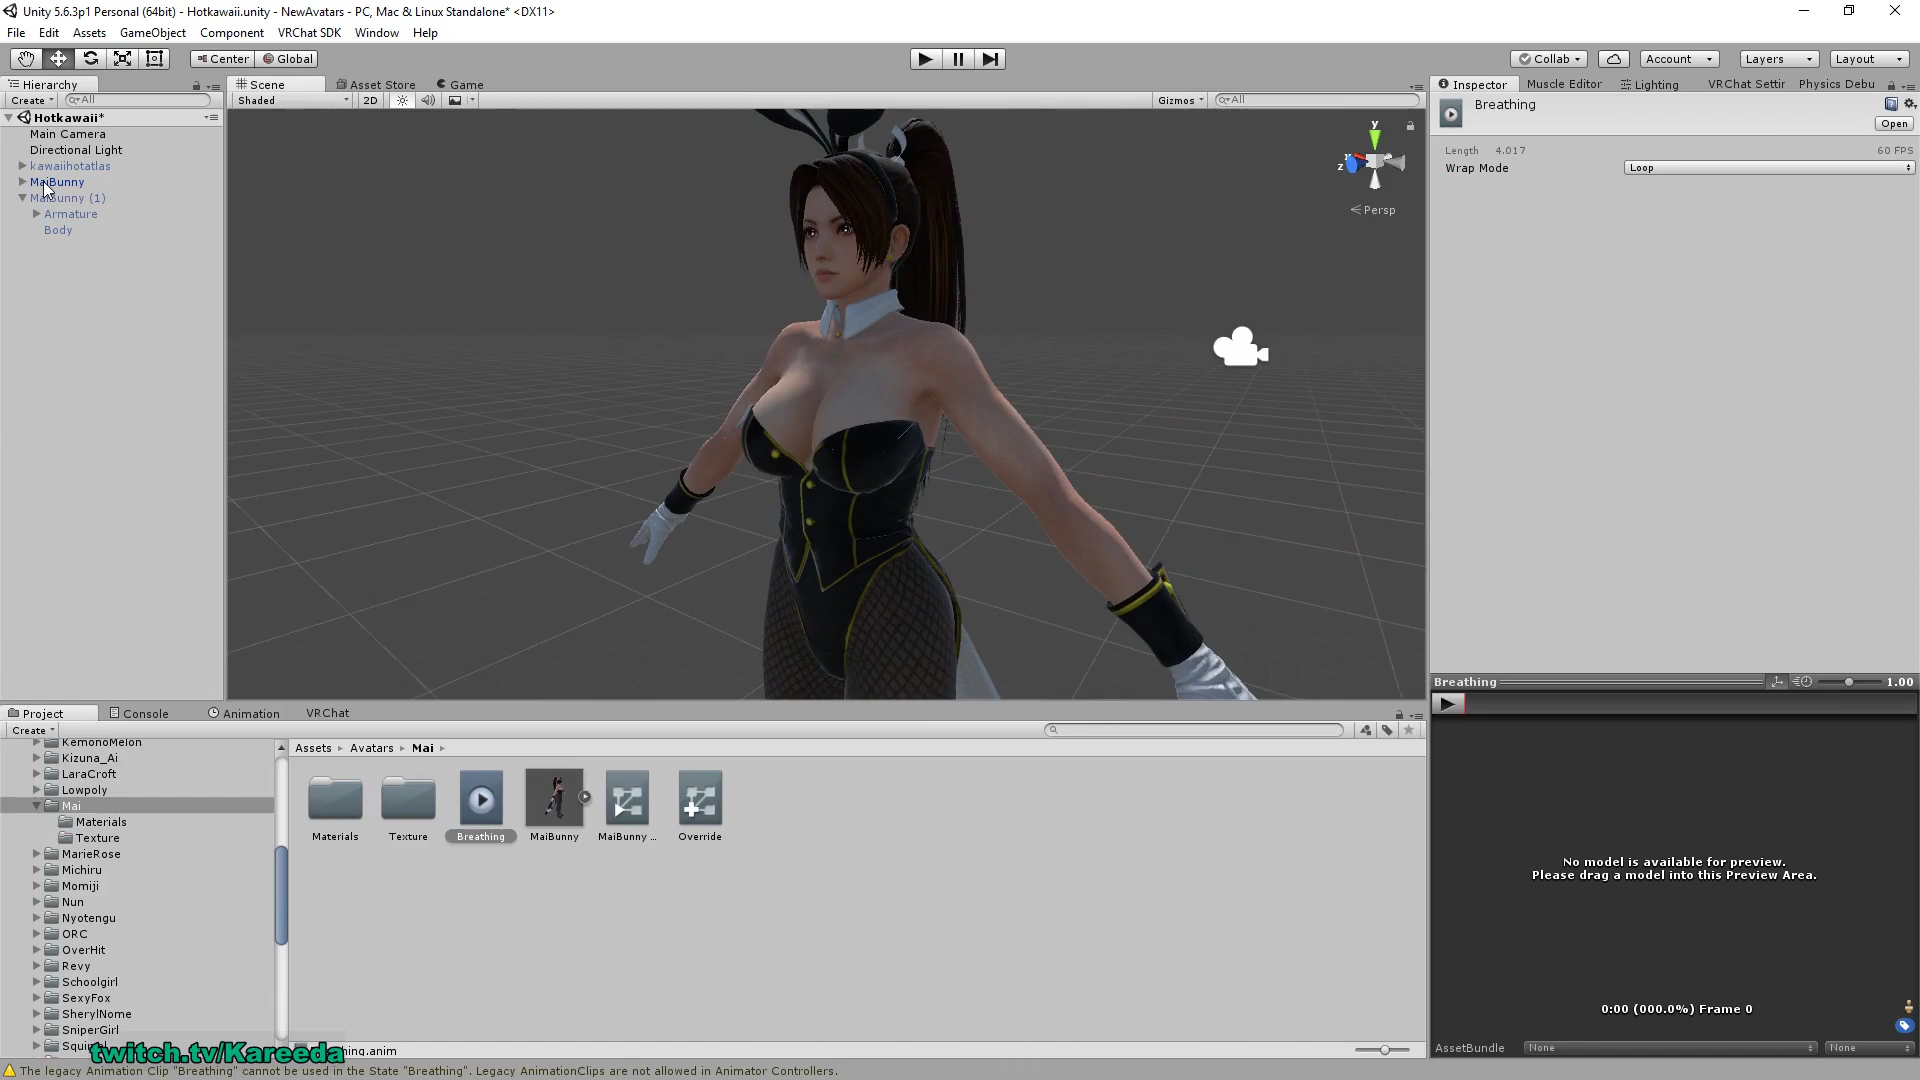 Unity 5.6.3p1 Personal (64bit) - Hotkawaii.unity - NewAvatars - PC, Mac & Linux Standalone* <DX11>
File Edit Assets GameObject Component VRChat SDK Window Help
Center Global
Collab Account Layers Layout
Hierarchy
Create All
Hotkawaii*
Main Camera
Directional Light
kawaiihotatlas
MaiBunny
MaiBunny (1)
Armature
Body
Scene Asset Store Game
Shaded 2D Gizmos All
y
x
z
Persp
Inspector Muscle Editor Lighting VRChat Settir Physics Debu
Breathing
Open
Length 4.017 60 FPS
Wrap Mode Loop
Breathing 1.00
No model is available for preview.
Please drag a model into this Preview Area.
0:00 (000.0%) Frame 0
AssetBundle None None
Project Console Animation VRChat
Create
KemonoMelon
Kizuna_Ai
LaraCroft
Lowpoly
Mai
Materials
Texture
MarieRose
Michiru
Momiji
Nun
Nyotengu
ORC
OverHit
Revy
Schoolgirl
SexyFox
SherylNome
SniperGirl
Assets Avatars Mai
Materials Texture Breathing MaiBunny MaiBunny ... Override
twitch.tv/Kareeda
hing.anim
The legacy Animation Clip "Breathing" cannot be used in the State "Breathing". Legacy AnimationClips are not allowed in Animator Controllers.